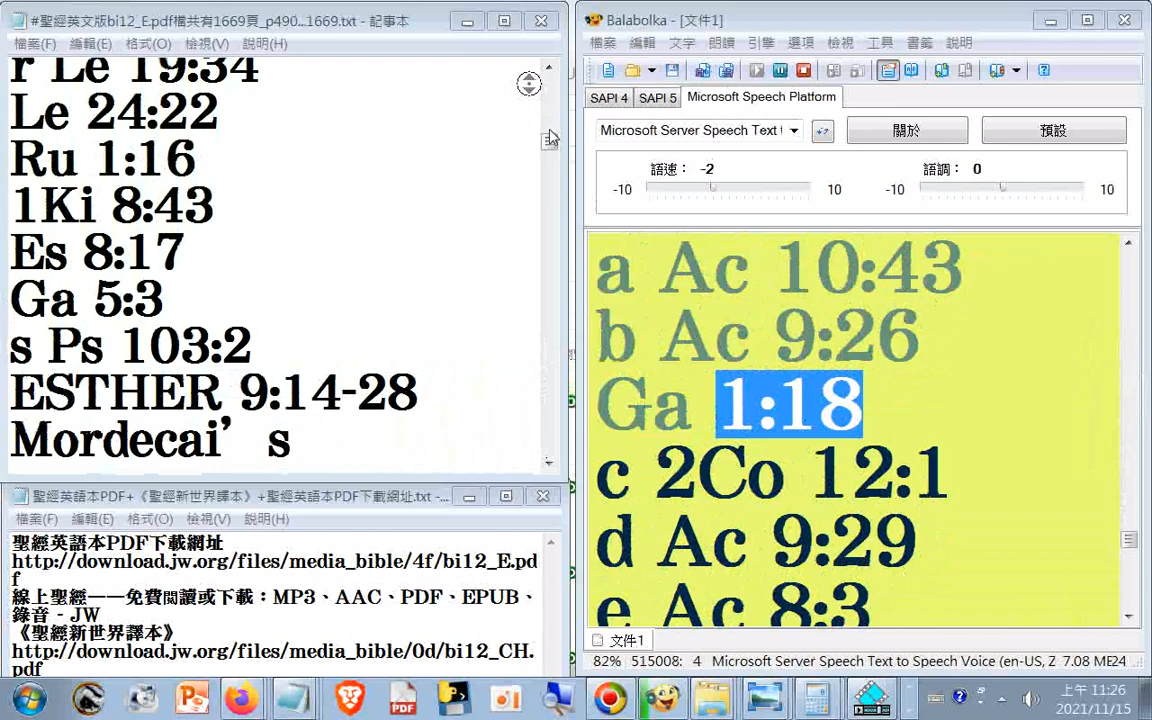 #聖經英文版bi12_E.pdf檔共有1669頁_p490...1669.txt - 記事本
檔案(F) 編輯(E) 格式(O) 檢視(V) 說明(H)
r Le 19:34
Le 24:22
Ru 1:16
1Ki 8:43
Es 8:17
Ga 5:3
s Ps 103:2
ESTHER 9:14-28
Mordecai’s
聖經英語本PDF+《聖經新世界譯本》+聖經英語本PDF下載網址.txt -...
檔案(F) 編輯(E) 格式(O) 檢視(V) 說明(H)
聖經英語本PDF下載網址
http://download.jw.org/files/media_bible/4f/bi12_E.pd
f
線上聖經——免費閱讀或下載：MP3、AAC、PDF、EPUB、
錄音 - JW
《聖經新世界譯本》
http://download.jw.org/files/media_bible/0d/bi12_CH.
pdf
Balabolka - [文件1]
檔案 編輯 文字 朗讀 引擎 選項 檢視 工具 書籤 說明
SAPI 4 SAPI 5 Microsoft Speech Platform
Microsoft Server Speech Text 關於 預設
語速： -2 語調： 0
-10 10 -10 10
a Ac 10:43
b Ac 9:26
Ga 1:18
c 2Co 12:1
d Ac 9:29
e Ac 8:3
文件1
82% 515008: 4 Microsoft Server Speech Text to Speech Voice (en-US, Z 7.08 ME24
PDF
上午 11:26
2021/11/15